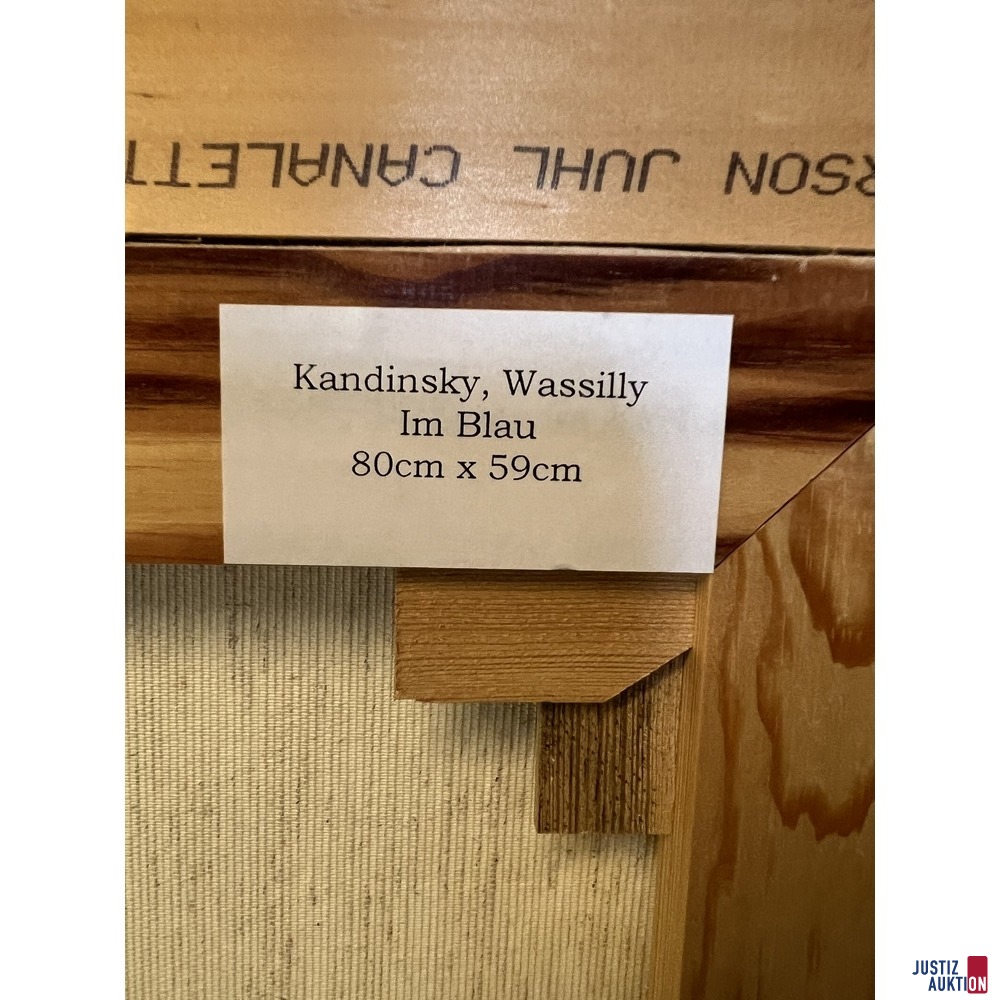 RSON JUHL CANALETT
Kandinsky, Wassilly
Im Blau
80cm x 59cm
JUSTIZ
AUKTION